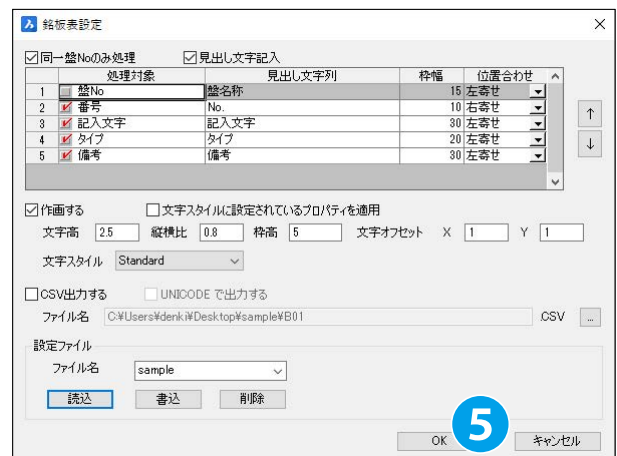 銘板表設定
同一盤Noのみ処理 見出し文字記入
処理対象 見出し文字列 枠幅 位置合わせ
1 盤No 盤名称 15 左寄せ
2 番号 No. 10 右寄せ
3 記入文字 記入文字 30 左寄せ
4 タイプ タイプ 20 左寄せ
5 備考 備考 30 左寄せ
↑
↓
作画する 文字スタイルに設定されているプロパティを適用
文字高 2.5 縦横比 0.8 枠高 5 文字オフセット X 1 Y 1
文字スタイル Standard
CSV出力する UNICODE で出力する
ファイル名 C:¥Users¥denki¥Desktop¥sample¥B01 .CSV ...
設定ファイル
ファイル名 sample
読込 書込 削除
OK 5 キャンセル